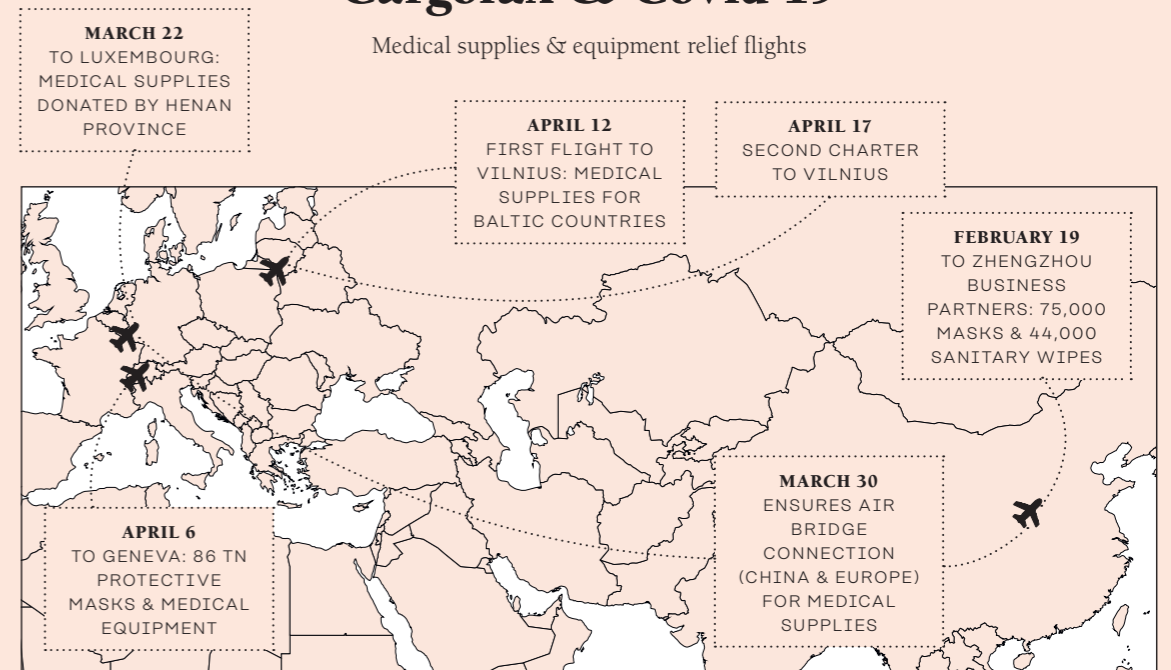 Cargolux & Covid 19
Medical supplies & equipment relief flights
MARCH 22
TO LUXEMBOURG:
MEDICAL SUPPLIES
DONATED BY HENAN
PROVINCE
APRIL 12
FIRST FLIGHT TO
VILNIUS: MEDICAL
SUPPLIES FOR
BALTIC COUNTRIES
APRIL 17
SECOND CHARTER
TO VILNIUS
FEBRUARY 19
TO ZHENGZHOU
BUSINESS
PARTNERS: 75,000
MASKS & 44,000
SANITARY WIPES
MARCH 30
ENSURES AIR
BRIDGE
CONNECTION
(CHINA & EUROPE)
FOR MEDICAL
SUPPLIES
APRIL 6
TO GENEVA: 86 TN
PROTECTIVE
MASKS & MEDICAL
EQUIPMENT